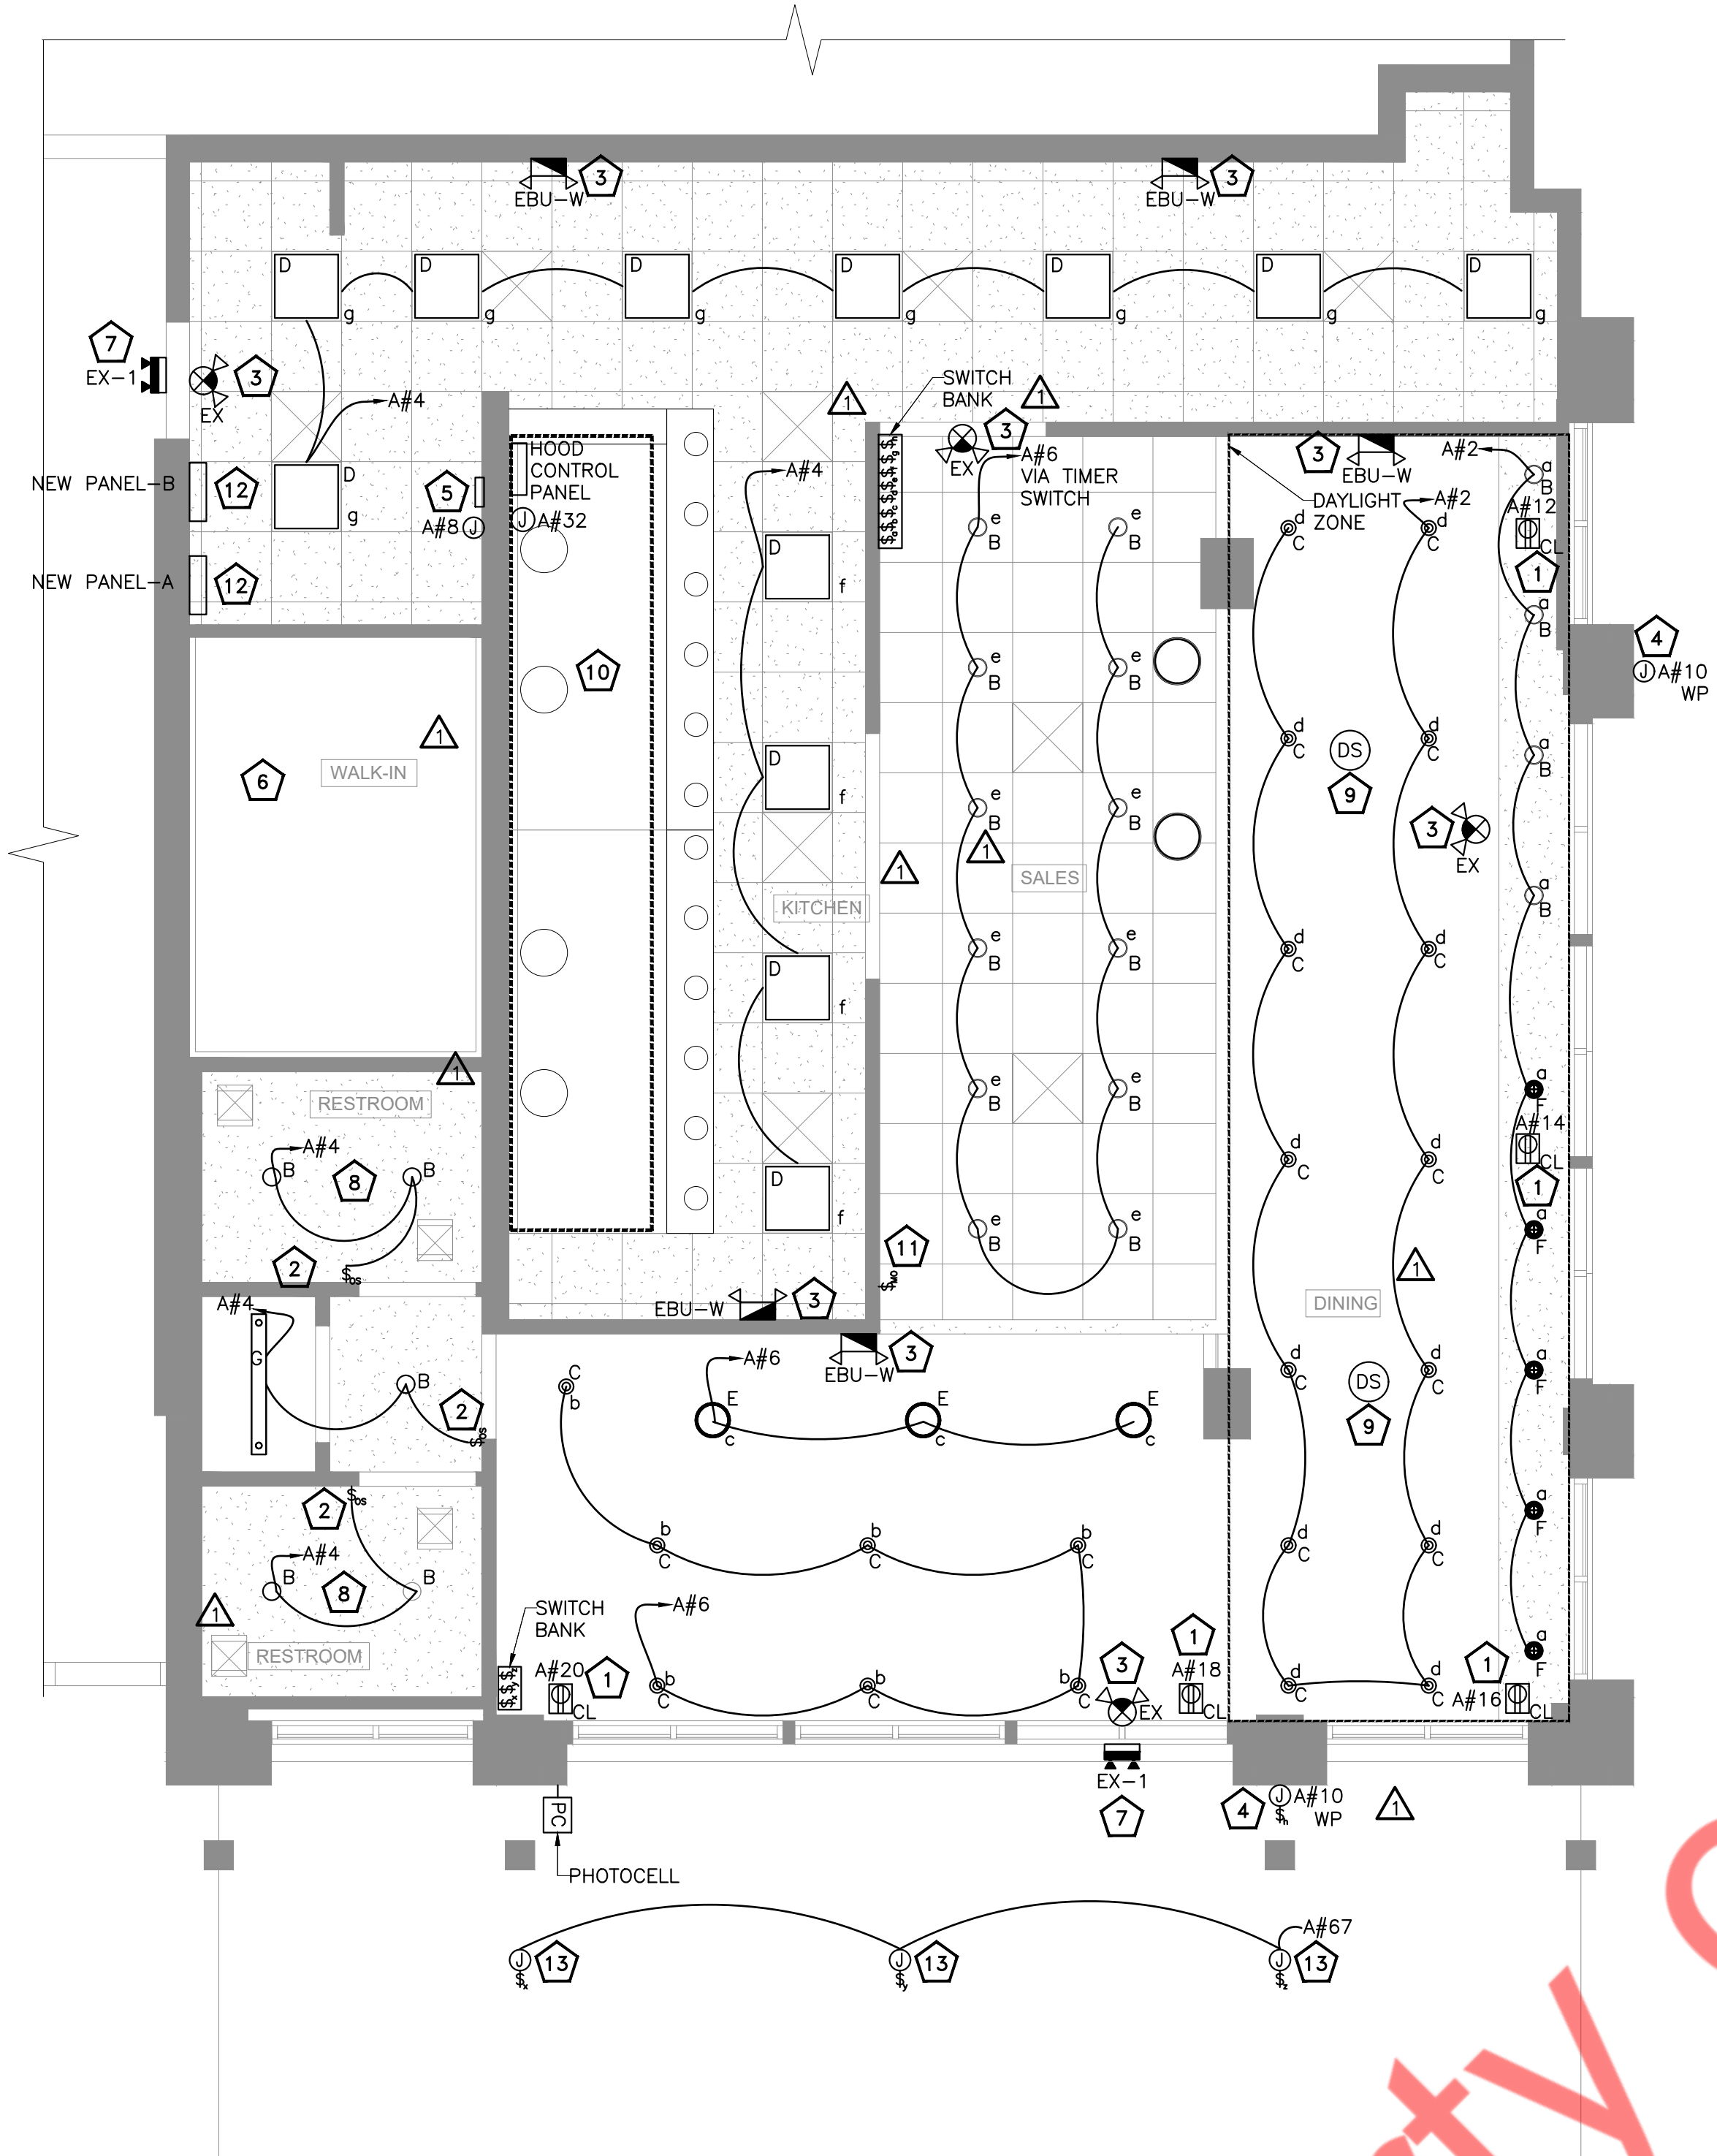 3
EBU-W
3
EBU-W
D
g
D
g
D
g
D
g
D
g
D
g
D
g
7
EX-1
3
EX
A#4
SWITCH
BANK
1
1
3
EX
A#6
VIA TIMER
SWITCH
3
EBU-W
A#2
a
B
NEW PANEL-B
12
D
g
5
A#8 J
HOOD
CONTROL
PANEL
J A#32
A#4
DAYLIGHT
ZONE
A#2
A#12
CL
1
NEW PANEL-A
12
D
f
e
B
e
B
d
C
d
C
a
B
4
J A#10
WP
10
e
B
e
B
1
6
WALK-IN
D
f
d
C
DS
9
d
C
a
B
e
B
e
B
3
EX
1
1
SALES
KITCHEN
a
B
e
B
e
B
d
C
d
C
D
f
1
RESTROOM
e
B
e
B
a
F
A#14
CL
1
A#4
B
8
B
D
f
d
C
d
C
e
B
e
B
a
F
2
$OS
11
$MO
1
DINING
A#4
G
EBU-W
3
EBU-W
3
A#6
B
2
$OS
C
b
E
c
E
c
E
c
d
C
DS
9
d
C
a
F
2
$OS
A#4
B
8
B
1
RESTROOM
b
C
b
C
b
C
d
C
d
C
a
F
SWITCH
BANK
A#6
$x$y$z
A#20
1
CL
b
C
b
C
b
C
3
EX
1
A#18
CL
d
C
d
C
1
A#16
CL
a
F
EX-1
7
4
J A#10
$h WP
1
PC
PHOTOCELL
J 13
$x
J 13
$y
A#67
J 13
$z